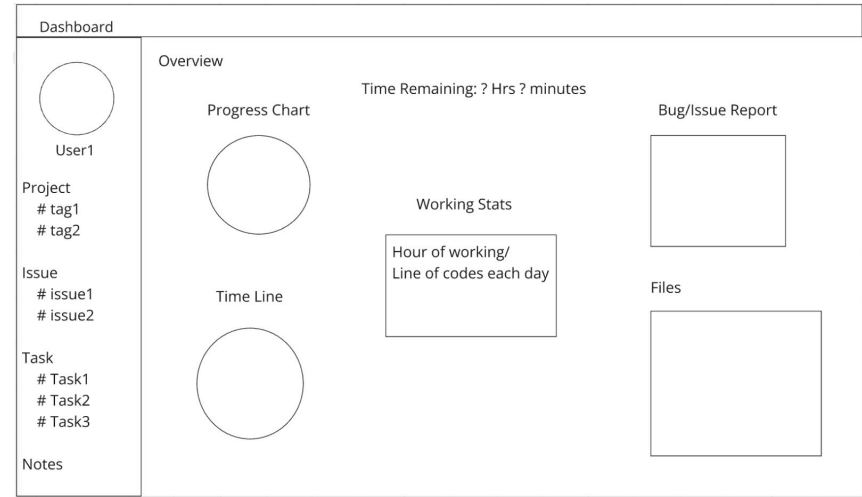 Dashboard
User1
Project
# tag1
# tag2
Issue
# issue1
# issue2
Task
# Task1
# Task2
# Task3
Notes
Overview
Time Remaining: ? Hrs ? minutes
Progress Chart
Bug/Issue Report
Working Stats
Hour of working/
Line of codes each day
Time Line
Files